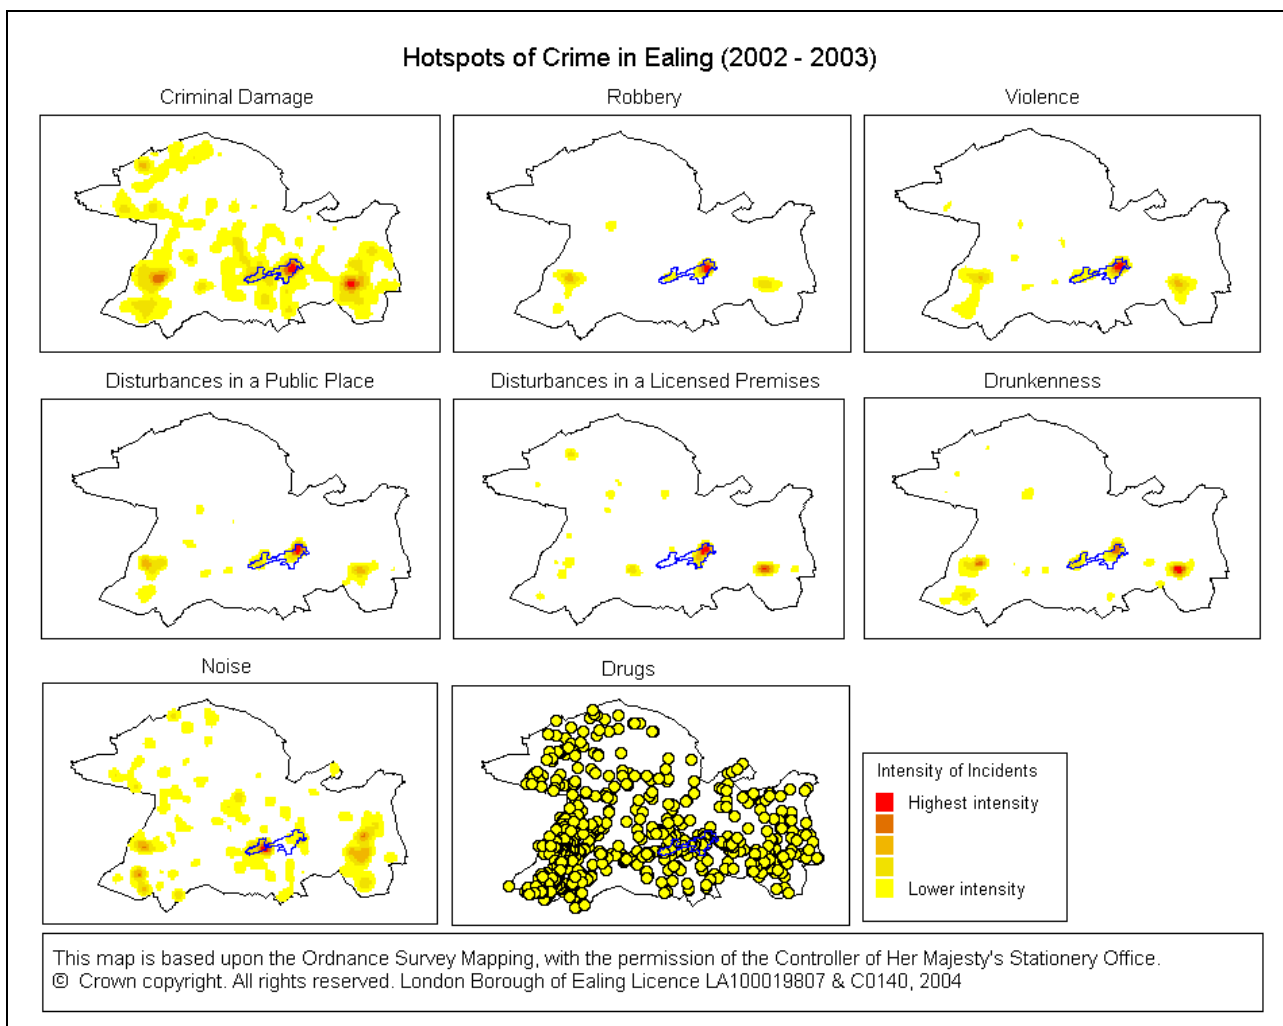 Hotspots of Crime in Ealing (2002 - 2003)
Criminal Damage
Robbery
Violence
Disturbances in a Public Place
Disturbances in a Licensed Premises
Drunkenness
Noise
Drugs
Intensity of Incidents
Highest intensity
Lower intensity
This map is based upon the Ordnance Survey Mapping, with the permission of the Controller of Her Majesty's Stationery Office.
© Crown copyright. All rights reserved. London Borough of Ealing Licence LA100019807 & C0140, 2004